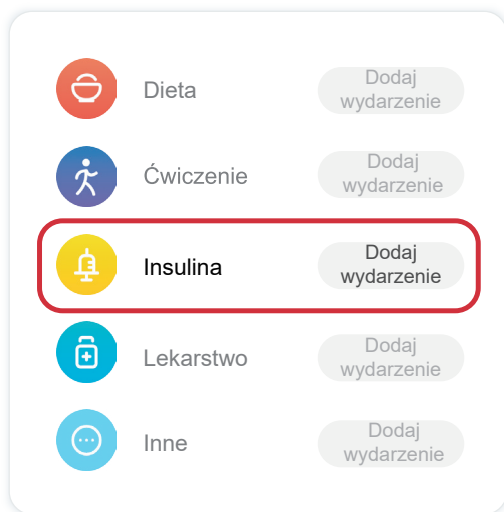 Dieta
Dodaj
wydarzenie
Ćwiczenie
Dodaj
wydarzenie
Insulina
Dodaj
wydarzenie
Lekarstwo
Dodaj
wydarzenie
Inne
Dodaj
wydarzenie